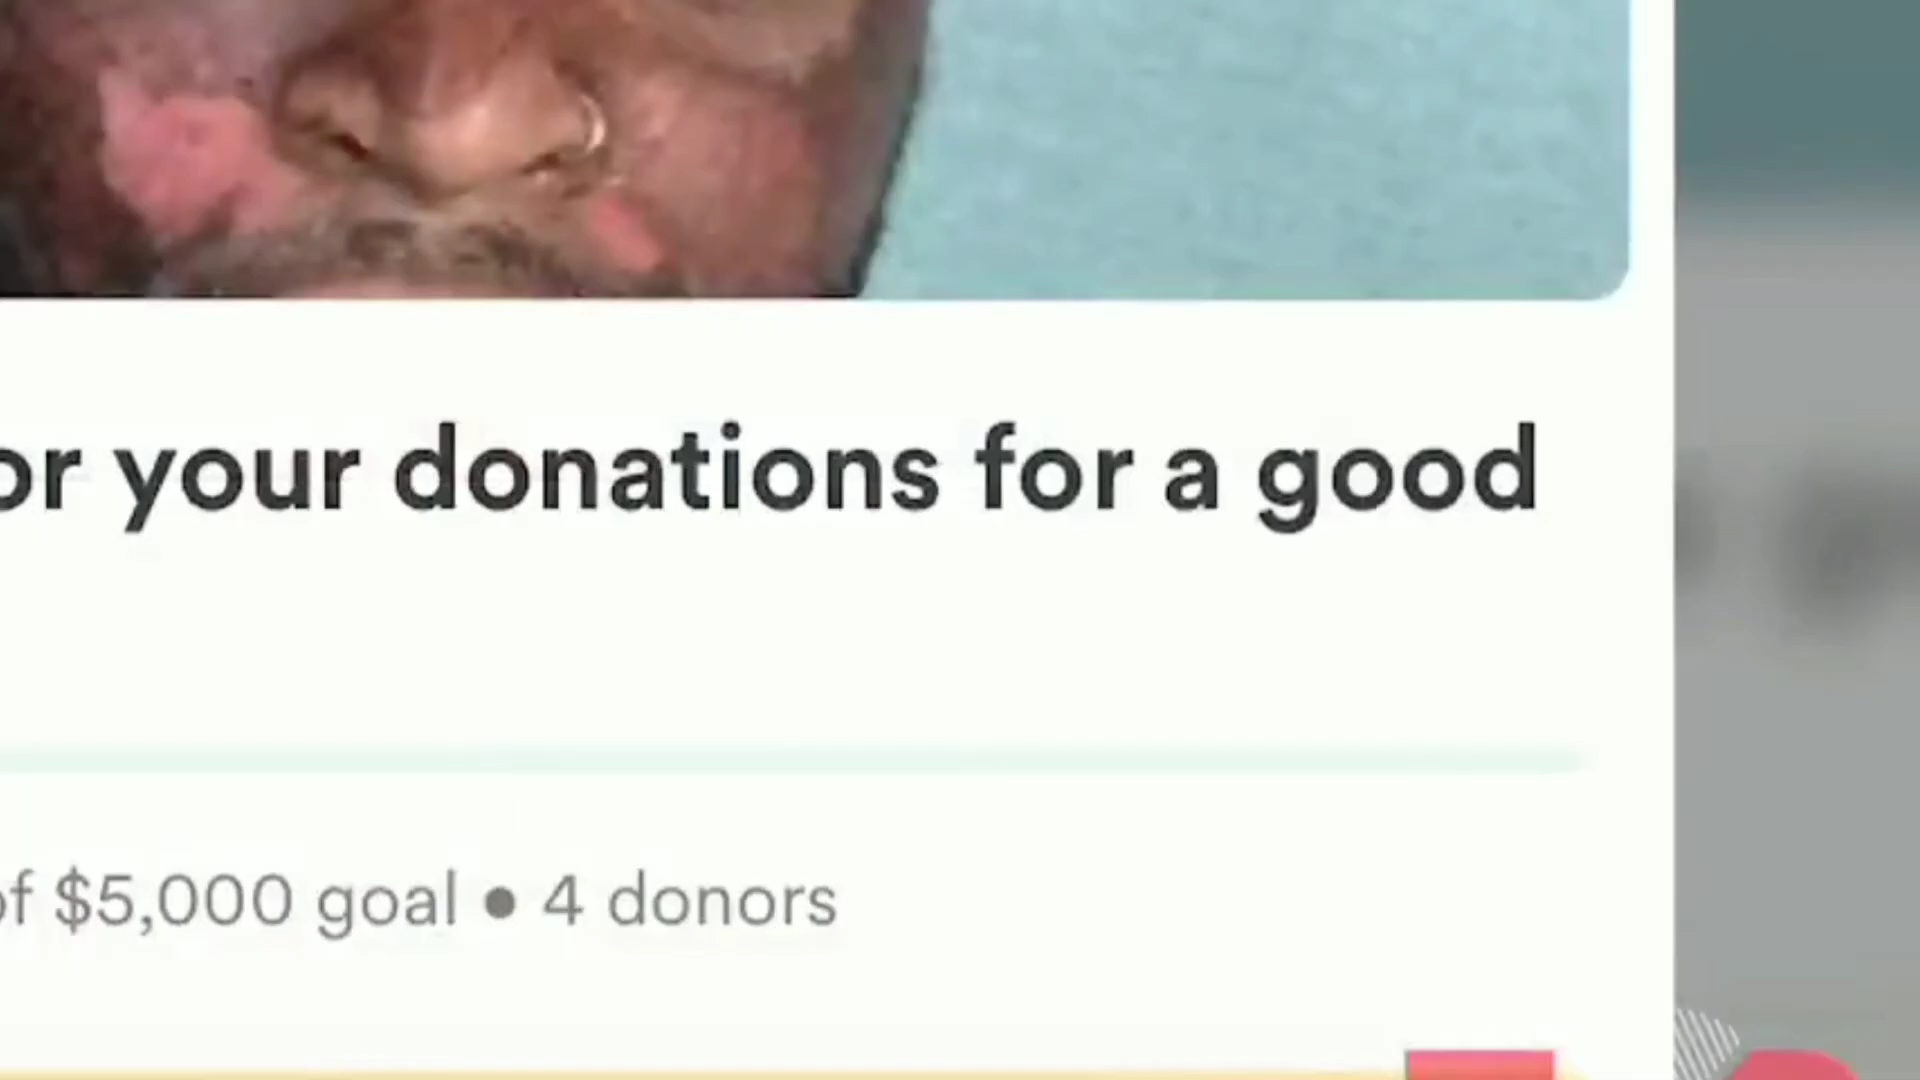 or your donations for a good
of $5,000 goal • 4 donors